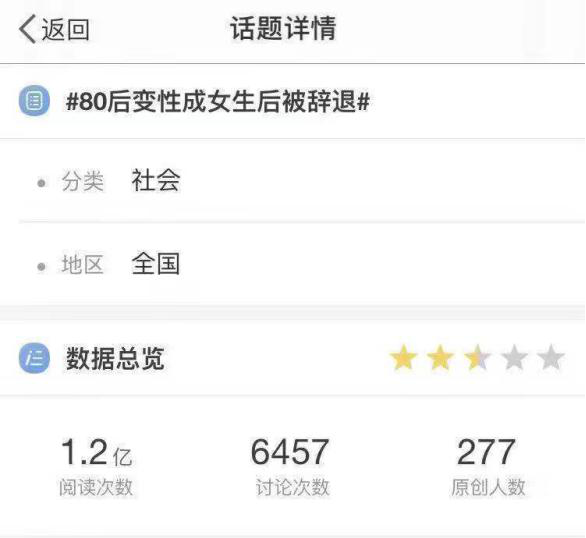 返回 话题详情
#80后变性成女生后被辞退#
分类 社会
地区 全国
数据总览
1.2亿 6457 277
阅读次数 讨论次数 原创人数